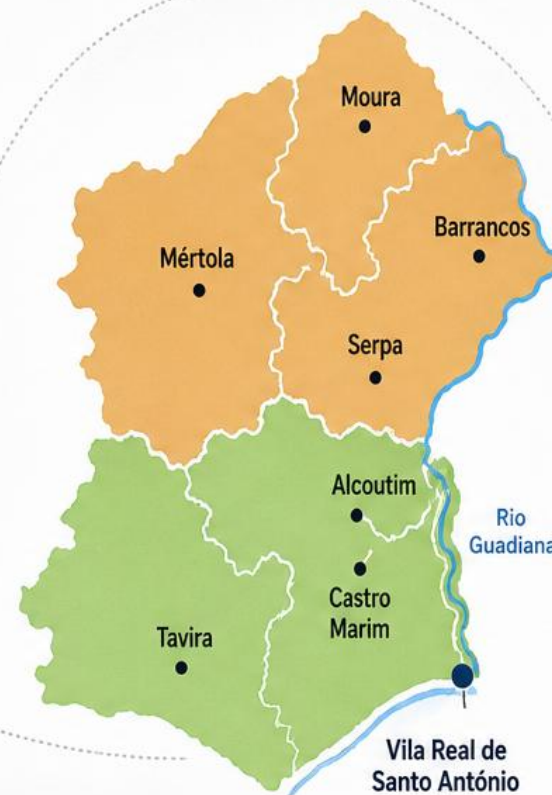 Moura
Barrancos
Mértola
Serpa
Alcoutim
Rio
Guadiana
Castro
Marim
Tavira
Vila Real de
Santo António